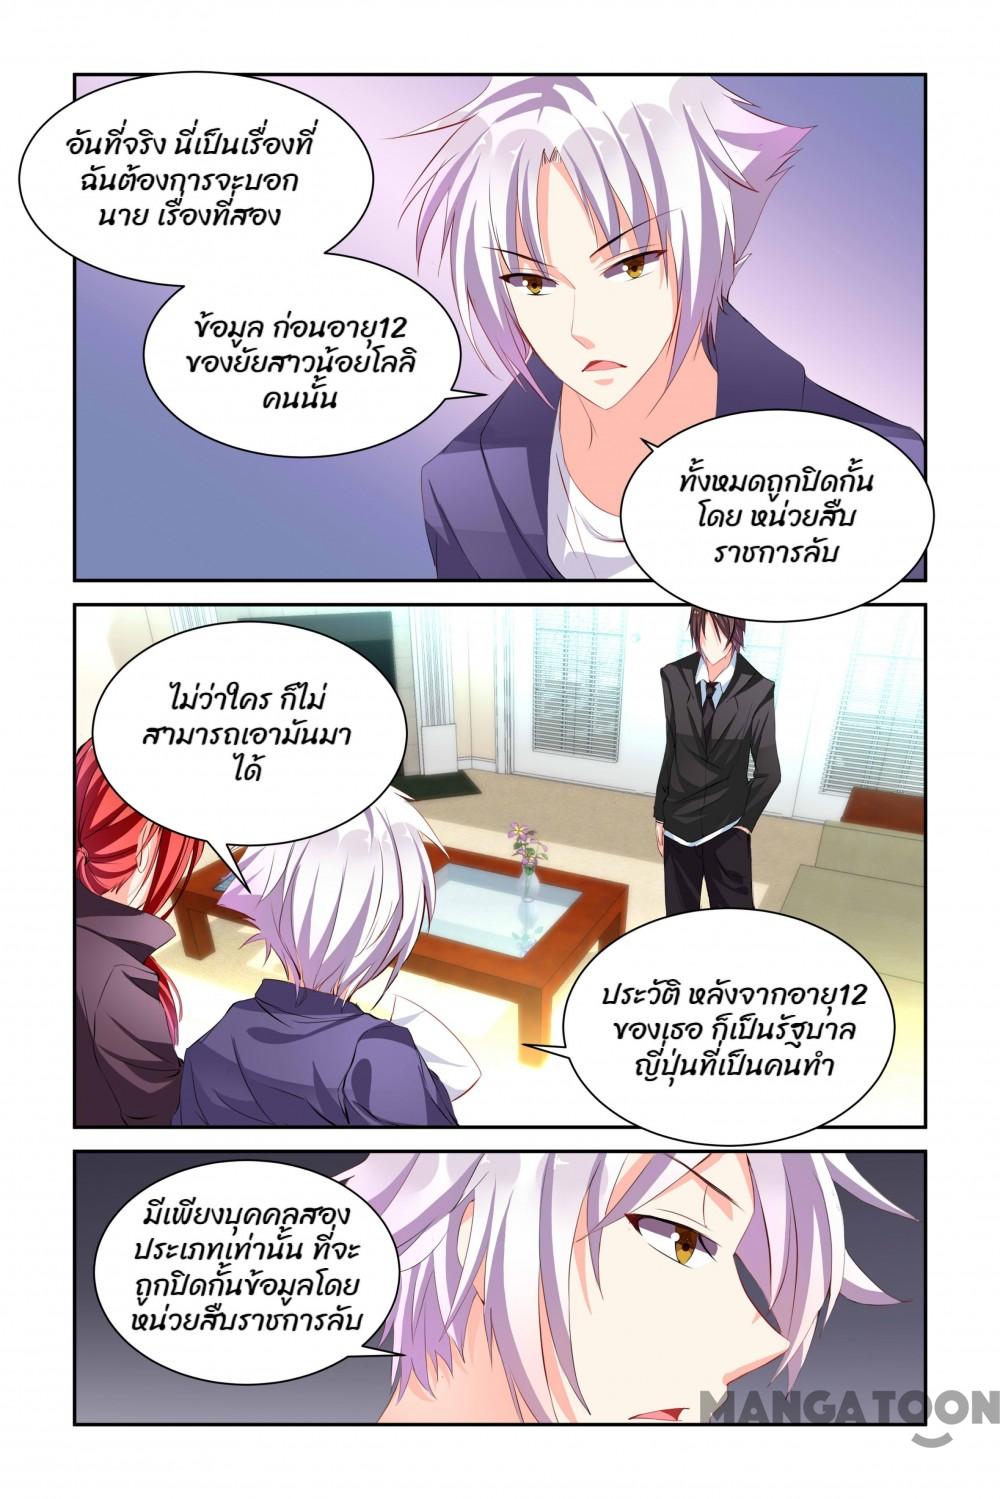 อันที่จริง นี่เป็นเรื่องที่
ฉันต้องการจะบอก
นาย เรื่องที่สอง
ข้อมูล ก่อนอายุ12
ของยัยสาวน้อยโลลิ
คนนั้น
ทั้งหมดถูกปิดกั้น
โดย หน่วยสืบ
ราชการลับ
ไม่ว่าใคร ก็ไม่
สามารถเอามันมา
ได้
ประวัติ หลังจากอายุ12
ของเธอ ก็เป็นรัฐบาล
ญี่ปุ่นที่เป็นคนทำ
มีเพียงบุคคลสอง
ประเภทเท่านั้น ที่จะ
ถูกปิดกั้นข้อมูลโดย
หน่วยสืบราชการลับ
MANGATOON